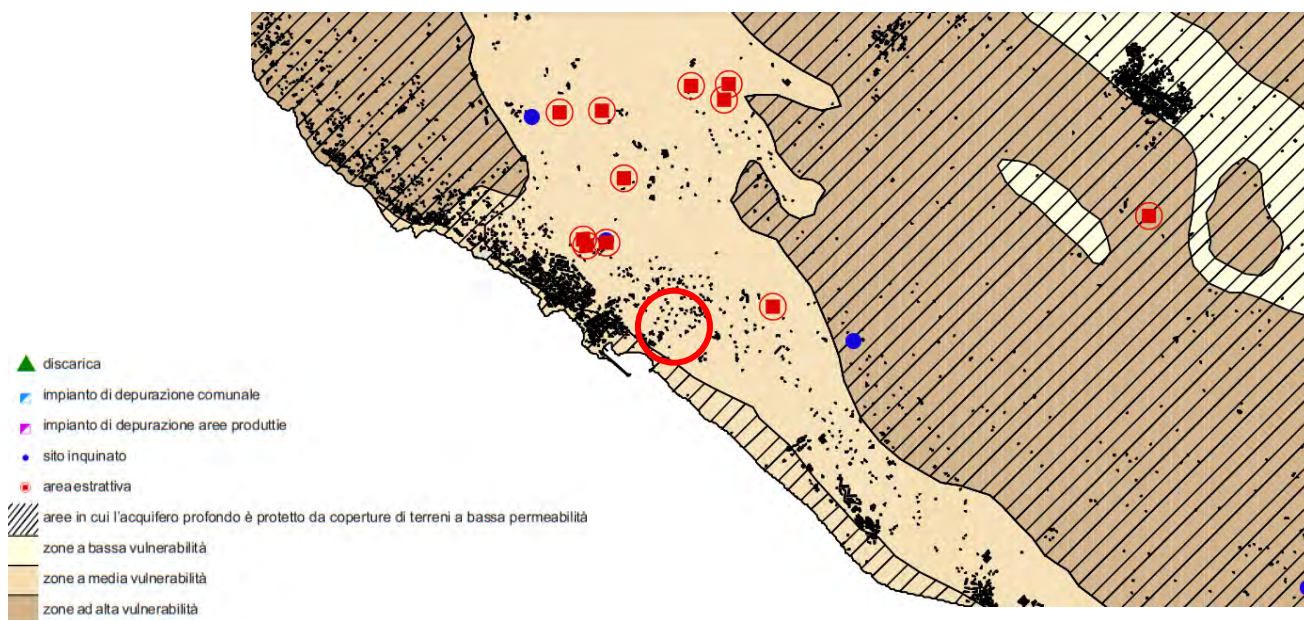 discarica
impianto di depurazione comunale
impianto di depurazione aree produttie
sito inquinato
area estrattiva
aree in cui l'acquifero profondo è protetto da coperture di terreni a bassa permeabilità
zone a bassa vulnerabilità
zone a media vulnerabilità
zone ad alta vulnerabilità